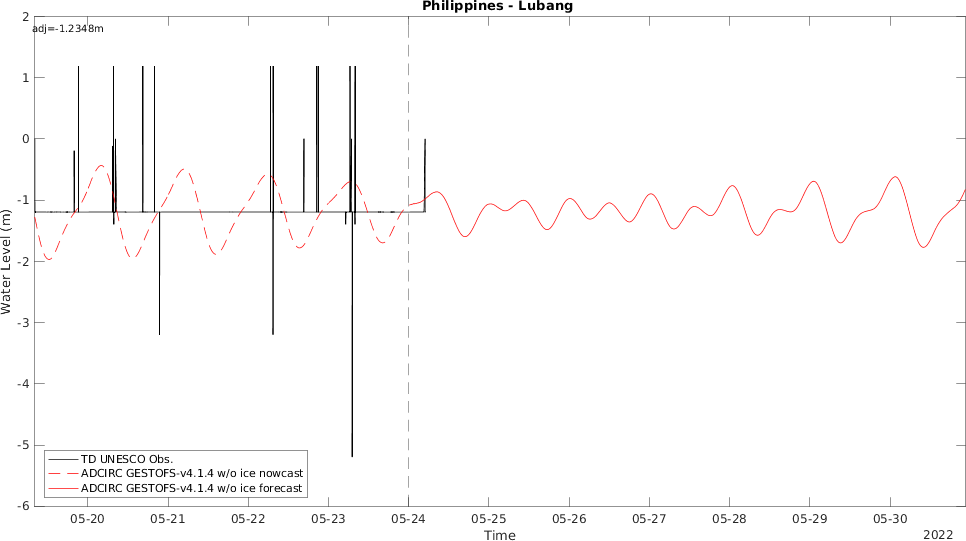 Philippines - Lubang
adj=-1.2348m
2
1
0
-1
-2
-3
-4
-5
-6
Water Level (m)
TD UNESCO Obs.
ADCIRC GESTOFS-v4.1.4 w/o ice nowcast
ADCIRC GESTOFS-v4.1.4 w/o ice forecast
05-20 05-21 05-22 05-23 05-24 05-25 05-26 05-27 05-28 05-29 05-30
Time
2022